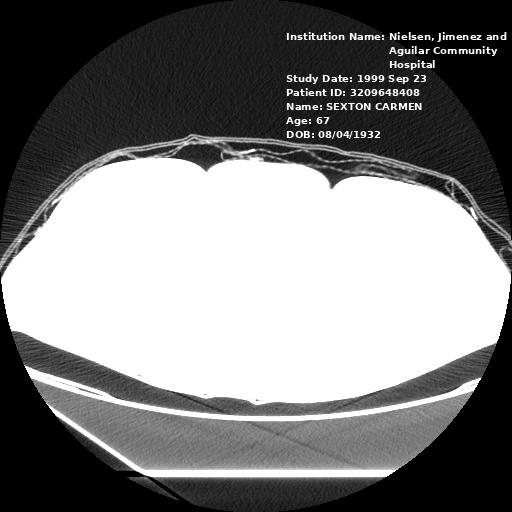 Institution Name: Nielsen, Jimenez and
Aguilar Community
Hospital
Study Date: 1999 Sep 23
Patient ID: 3209648408
Name: SEXTON CARMEN
Age: 67
DOB: 08/04/1932